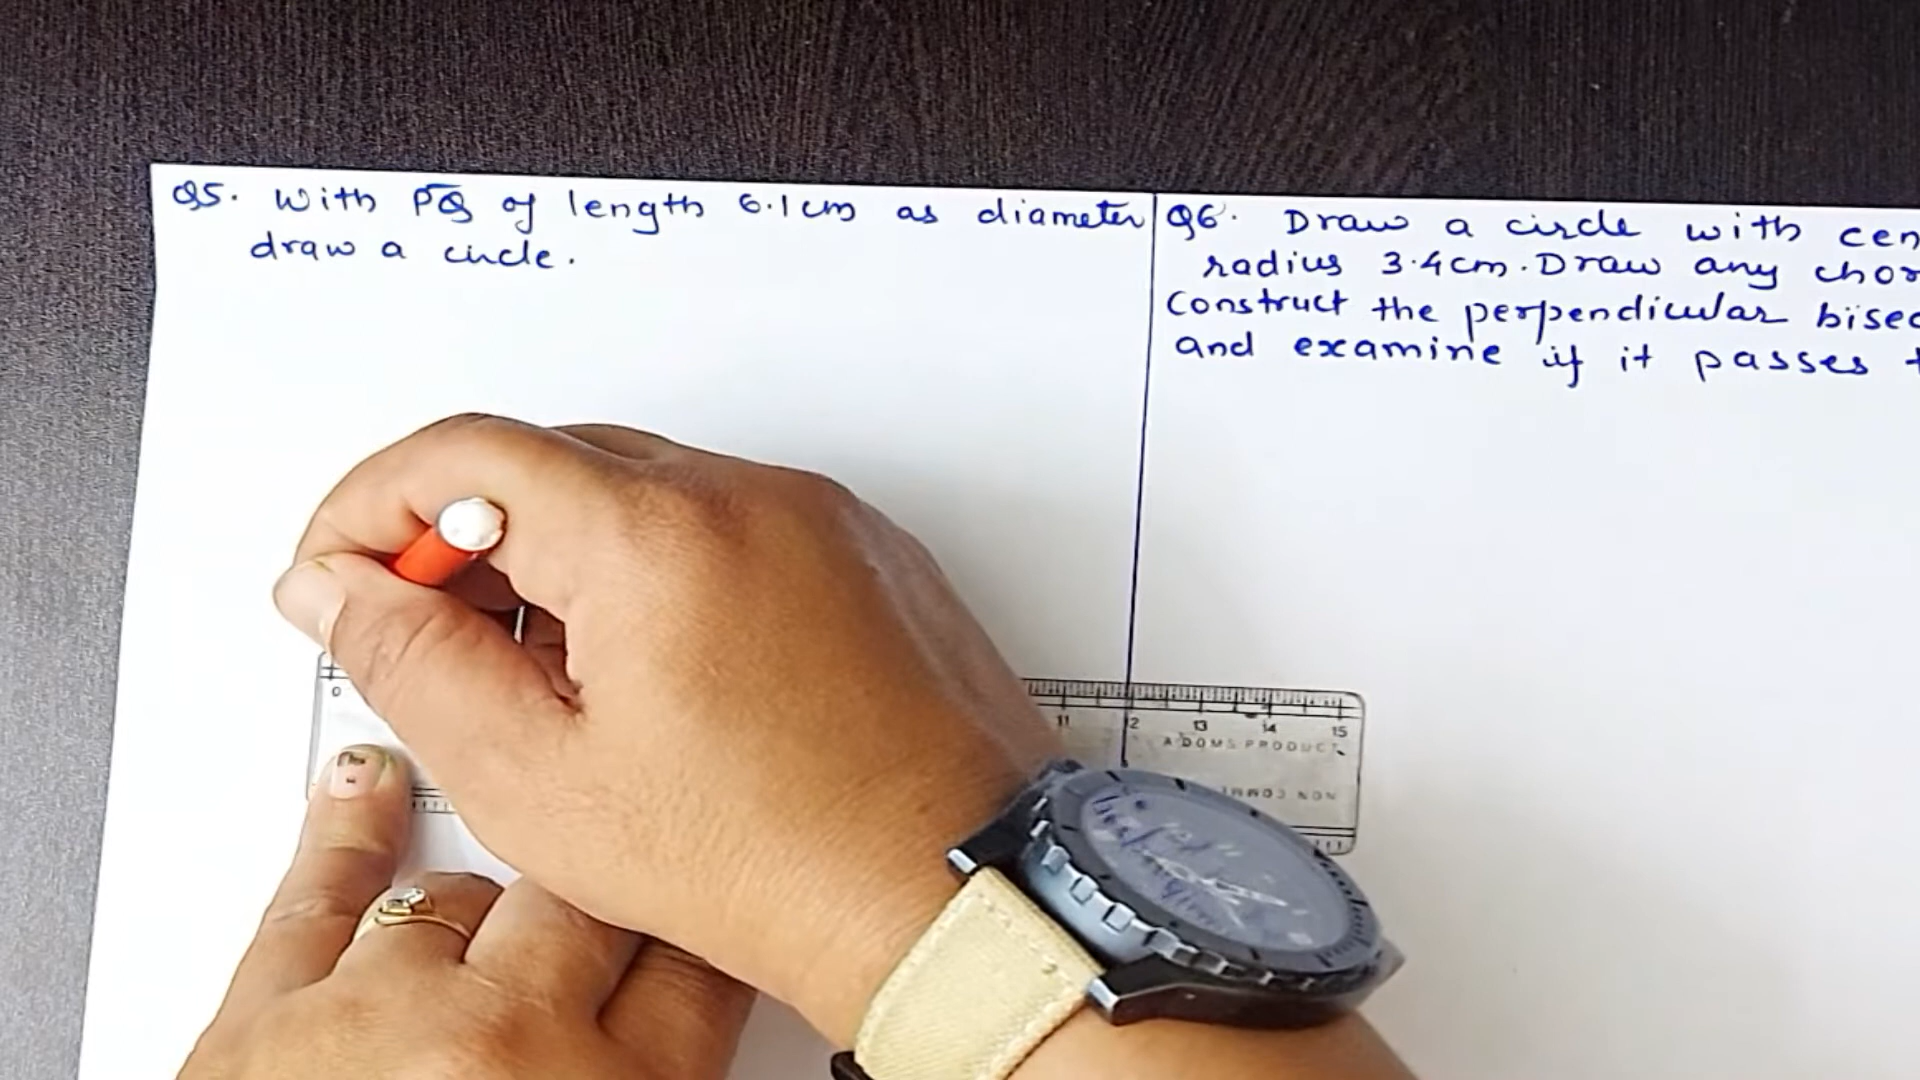 Q5. With PQ of length 6.1cm as diameter
draw a circle.
Q6. Draw a circle with cen
radius 3.4cm. Draw any chor
Construct the perpendicular bisec
and examine if it passes t
0
11 12 13 14 15
A DOMS PRODUCT